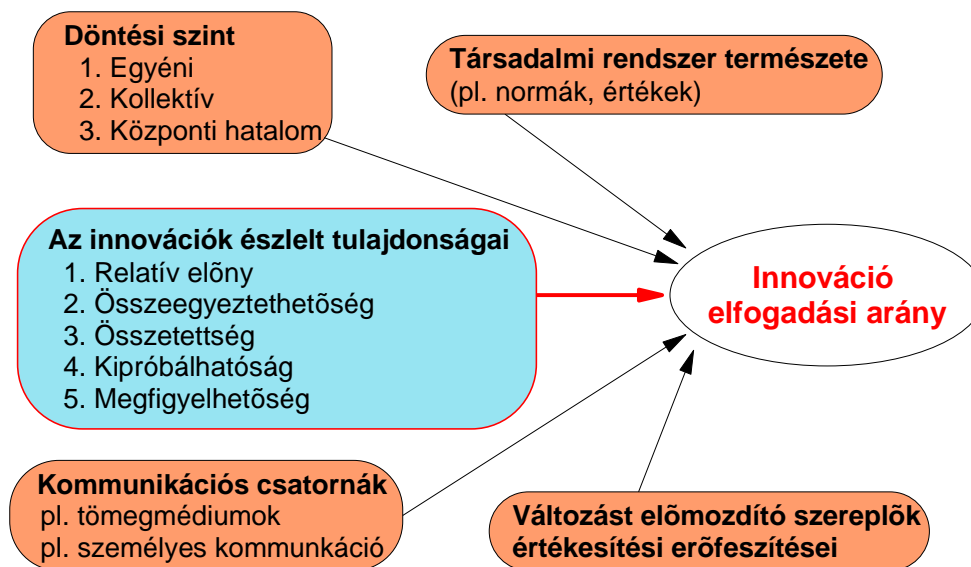 Döntési szint
1. Egyéni
2. Kollektív
3. Központi hatalom
Társadalmi rendszer természete
(pl. normák, értékek)
Az innovációk észlelt tulajdonságai
1. Relatív elõny
2. Összeegyeztethetõség
3. Összetettség
4. Kipróbálhatóság
5. Megfigyelhetõség
Innováció
elfogadási arány
Kommunikációs csatornák
pl. tömegmédiumok
pl. személyes kommunkáció
Változást elõmozdító szereplõk
értékesítési erõfeszítései